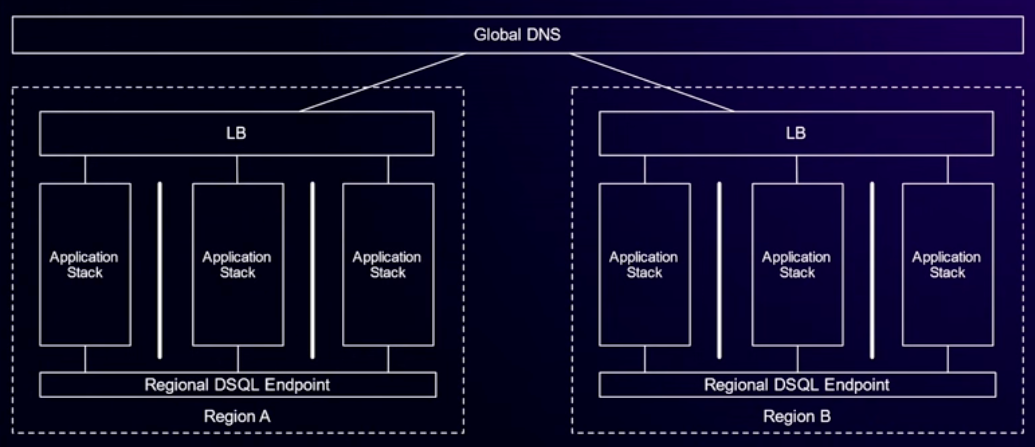 Global DNS
LB
LB
Application
Stack
Application
Stack
Application
Stack
Application
Stack
Application
Stack
Application
Stack
Regional DSQL Endpoint
Regional DSQL Endpoint
Region A
Region B